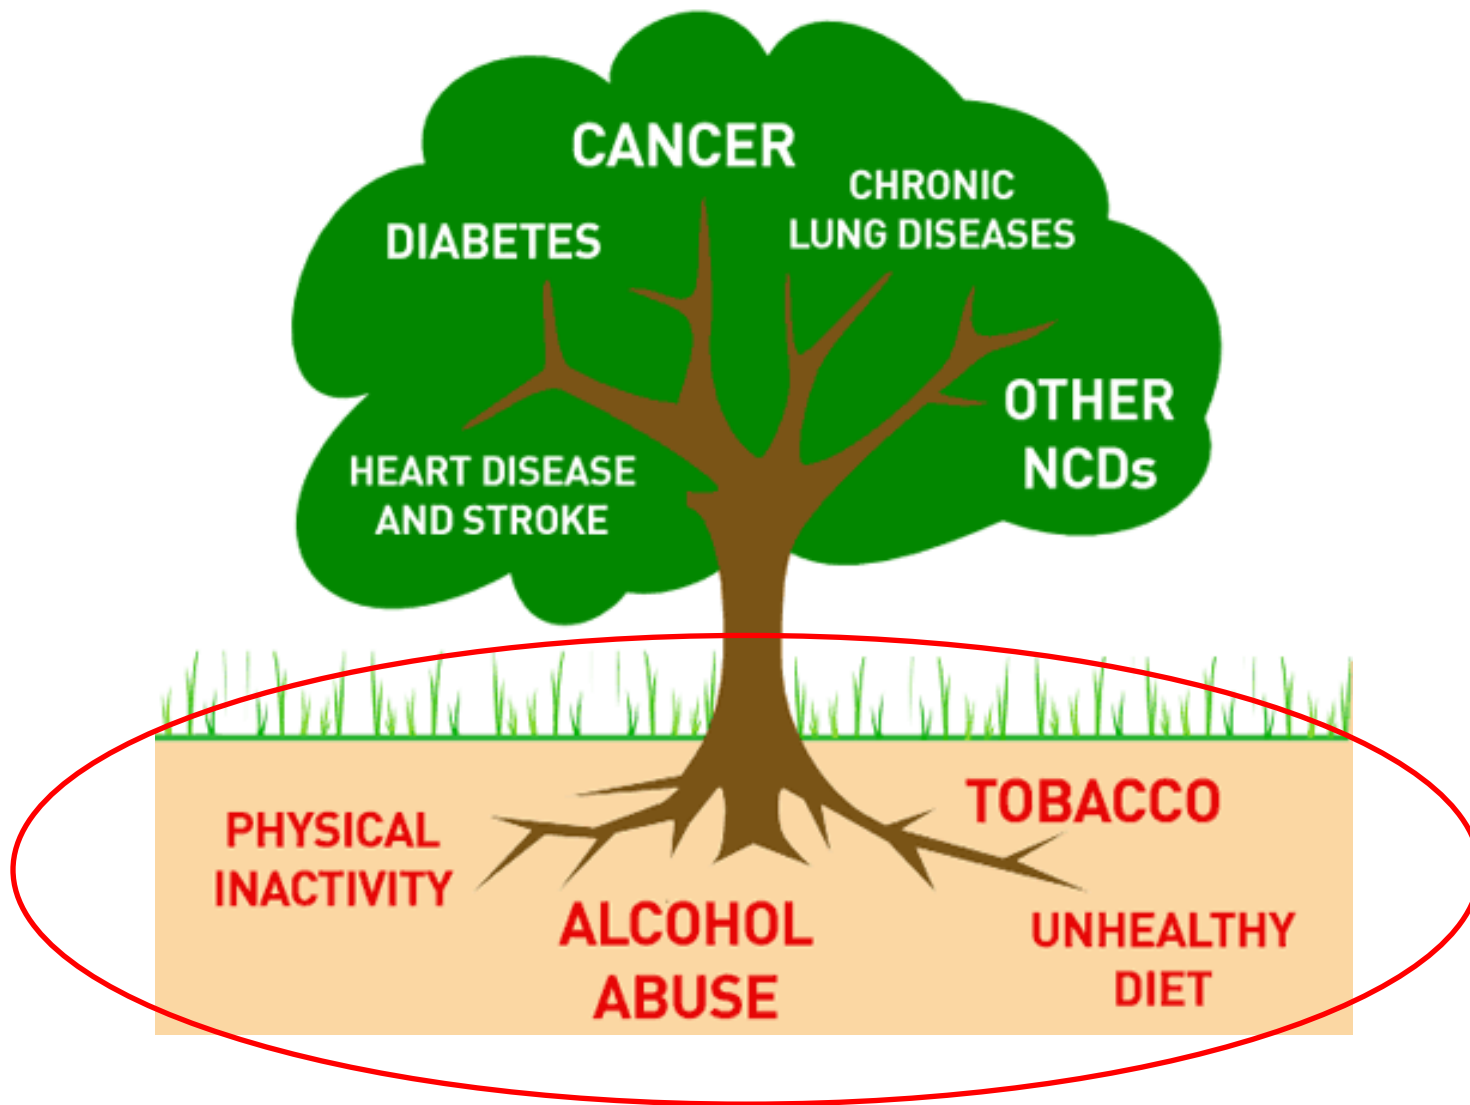 CANCER
CHRONIC
LUNG DISEASES
DIABETES
OTHER
NCDs
HEART DISEASE
AND STROKE
TOBACCO
PHYSICAL
INACTIVITY
ALCOHOL
ABUSE
UNHEALTHY
DIET